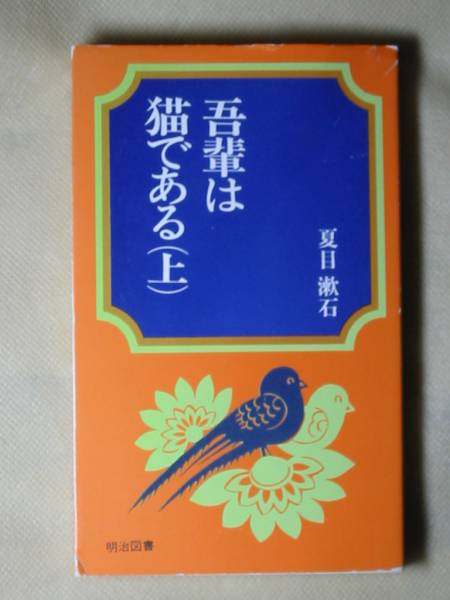 吾輩は
猫である(上)
夏目漱石
明治図書